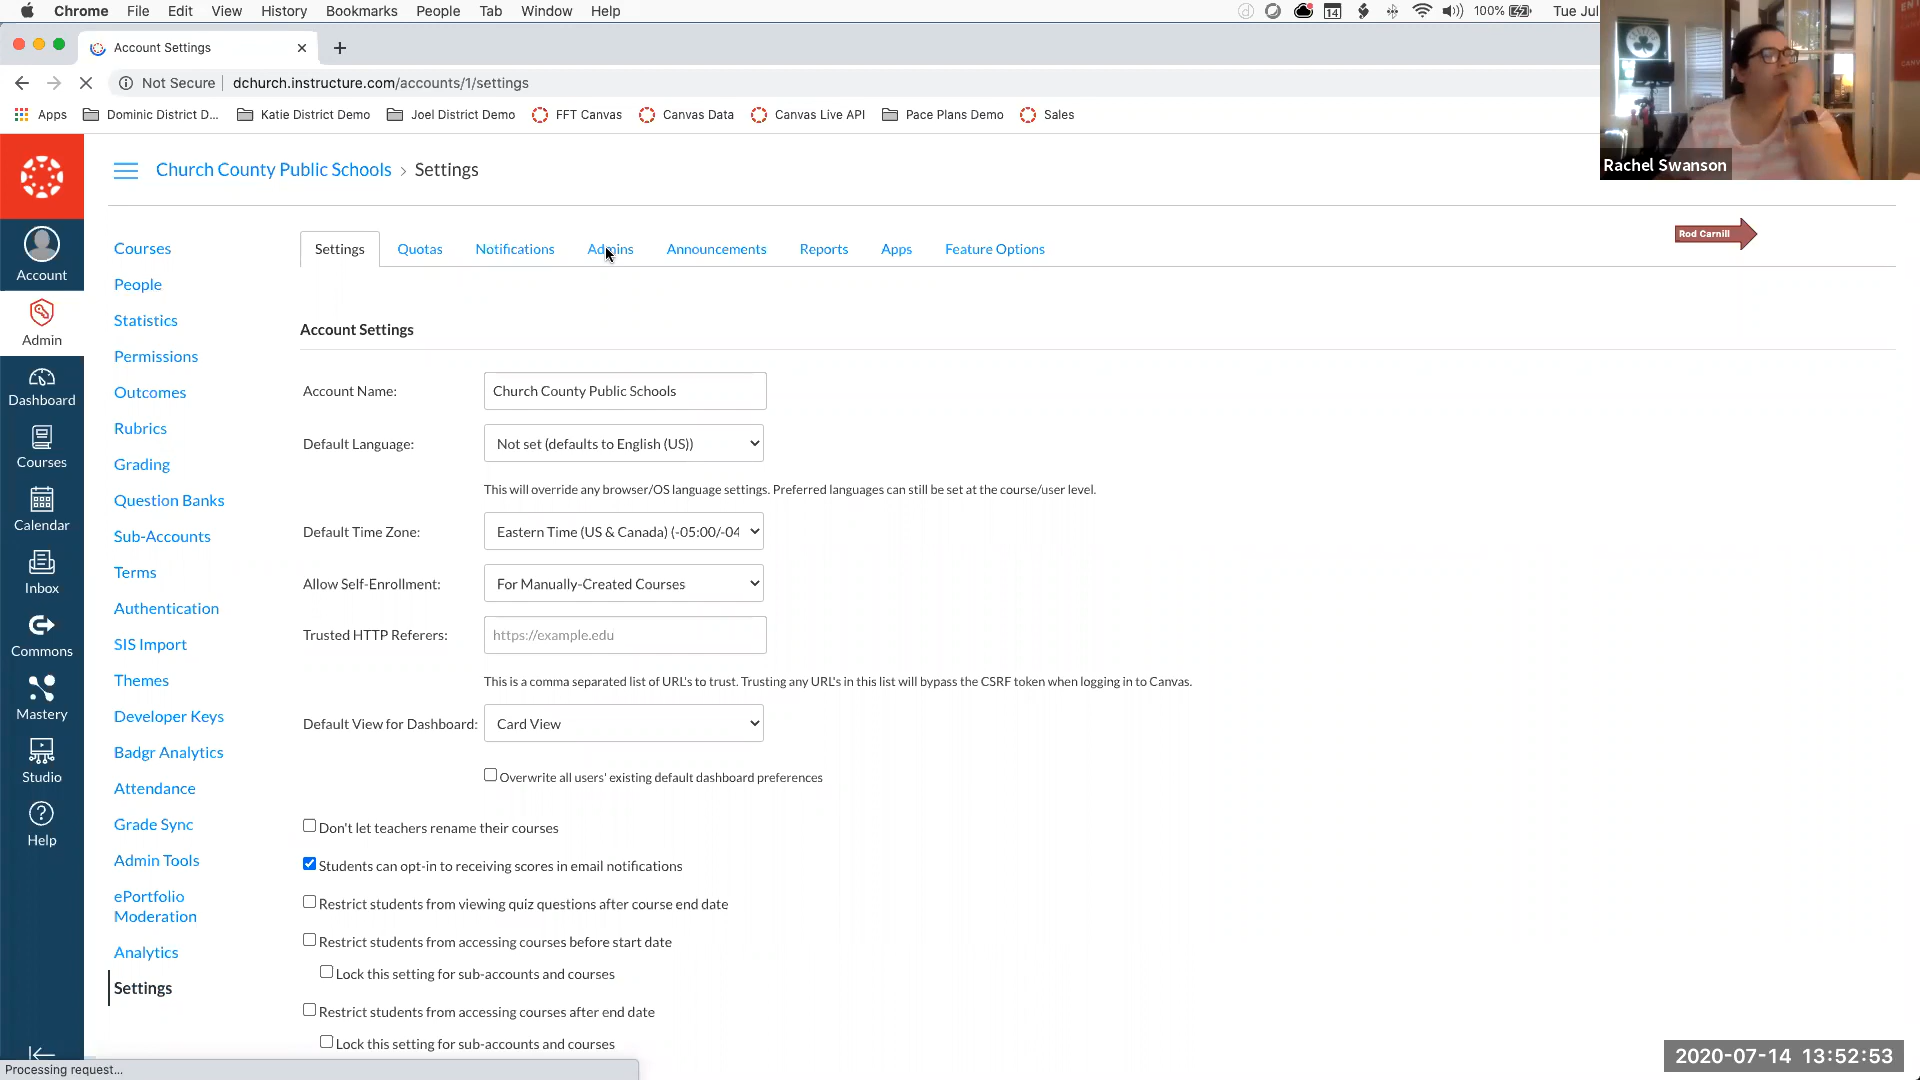 Chrome File Edit View History Bookmarks People Tab Window Help
14 100% Tue Jul
Account Settings
Not Secure dchurch.instructure.com/accounts/1/settings
Apps Dominic District D... Katie District Demo Joel District Demo FFT Canvas Canvas Data Canvas Live API Pace Plans Demo Sales
Rachel Swanson
Church County Public Schools > Settings
Rod Carnill
Account
Admin
Dashboard
Courses
Calendar
Inbox
Commons
Mastery
Studio
Help
Courses
People
Statistics
Permissions
Outcomes
Rubrics
Grading
Question Banks
Sub-Accounts
Terms
Authentication
SIS Import
Themes
Developer Keys
Badgr Analytics
Attendance
Grade Sync
Admin Tools
ePortfolio
Moderation
Analytics
Settings
Settings Quotas Notifications Admins Announcements Reports Apps Feature Options
Account Settings
Account Name: Church County Public Schools
Default Language: Not set (defaults to English (US))
This will override any browser/OS language settings. Preferred languages can still be set at the course/user level.
Default Time Zone: Eastern Time (US & Canada) (-05:00/-04
Allow Self-Enrollment: For Manually-Created Courses
Trusted HTTP Referers: https://example.edu
This is a comma separated list of URL's to trust. Trusting any URL's in this list will bypass the CSRF token when logging in to Canvas.
Default View for Dashboard: Card View
Overwrite all users' existing default dashboard preferences
Don't let teachers rename their courses
Students can opt-in to receiving scores in email notifications
Restrict students from viewing quiz questions after course end date
Restrict students from accessing courses before start date
Lock this setting for sub-accounts and courses
Restrict students from accessing courses after end date
Lock this setting for sub-accounts and courses
Processing request...
2020-07-14 13:52:53